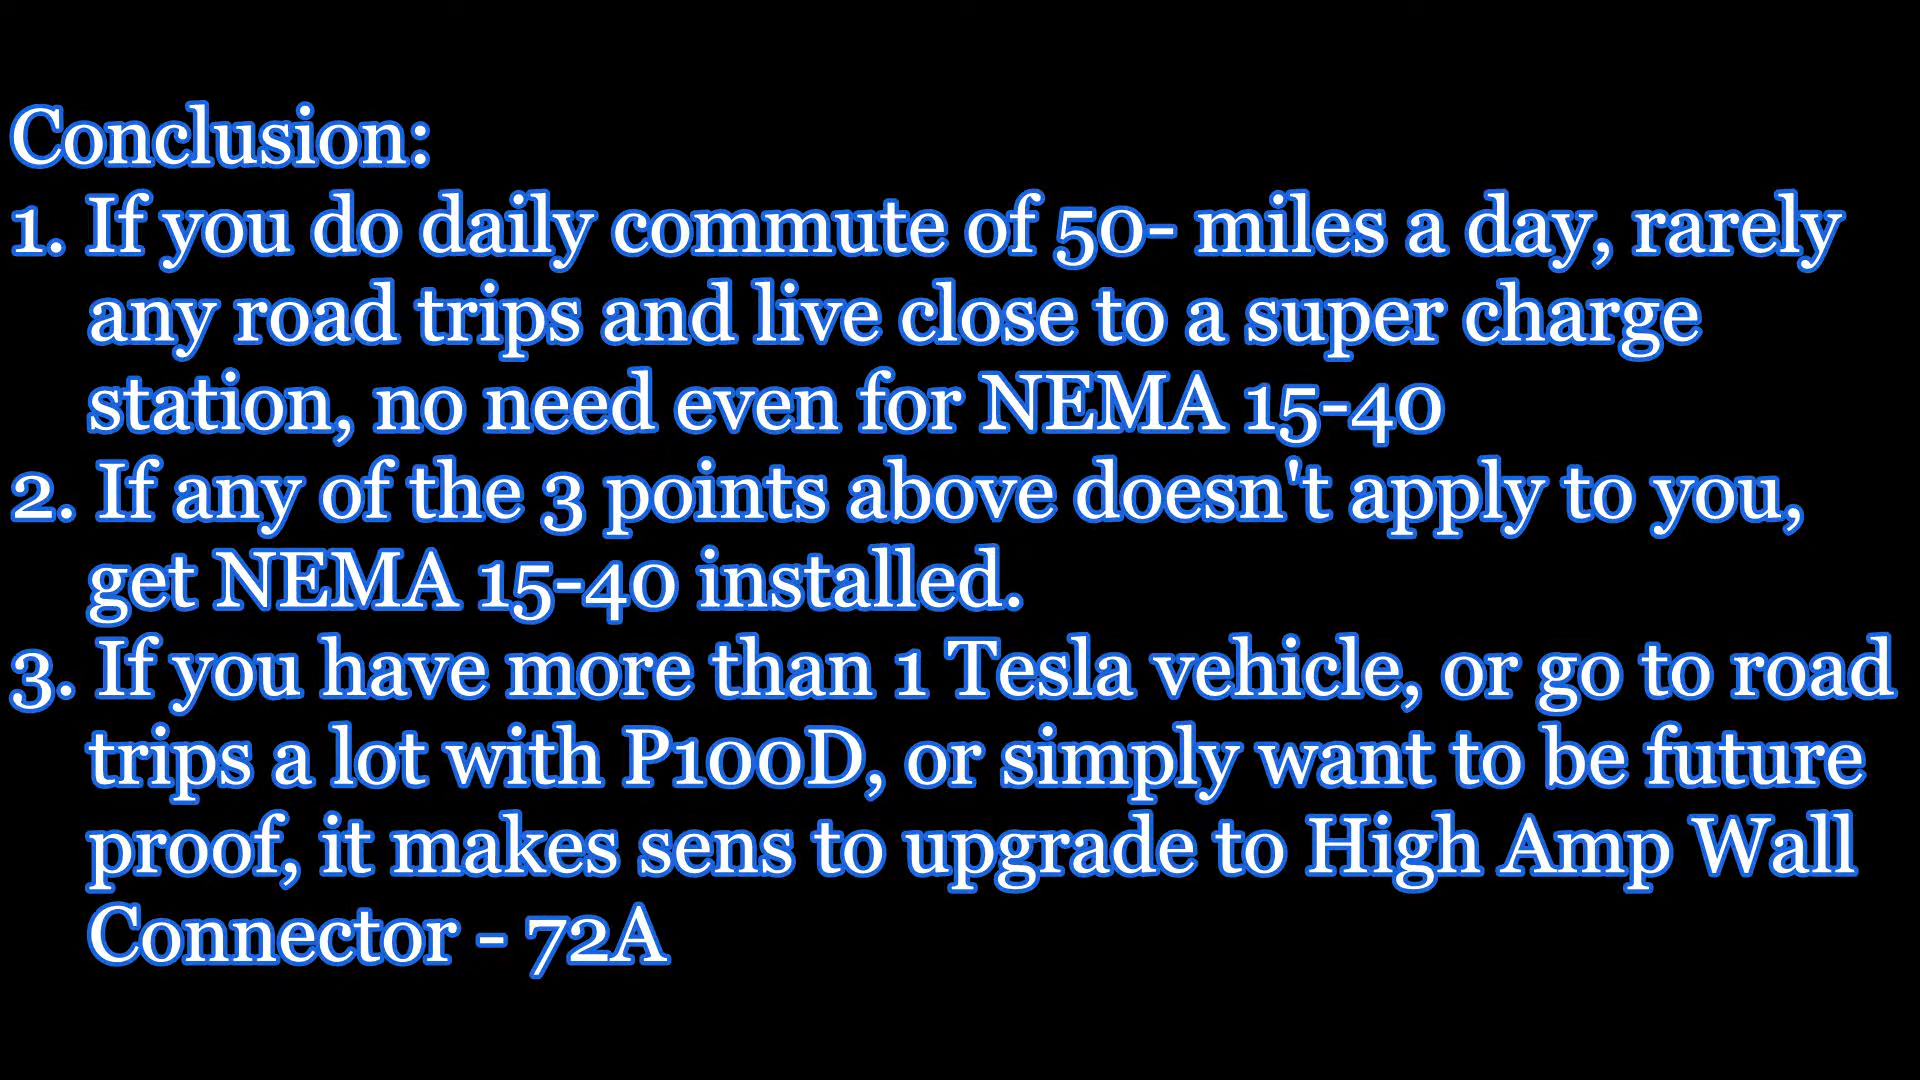 Conclusion:
1. If you do daily commute of 50- miles a day, rarely
any road trips and live close to a super charge
station, no need even for NEMA 15-40
2. If any of the 3 points above doesn't apply to you,
get NEMA 15-40 installed.
3. If you have more than 1 Tesla vehicle, or go to road
trips a lot with P100D, or simply want to be future
proof, it makes sens to upgrade to High Amp Wall
Connector - 72A